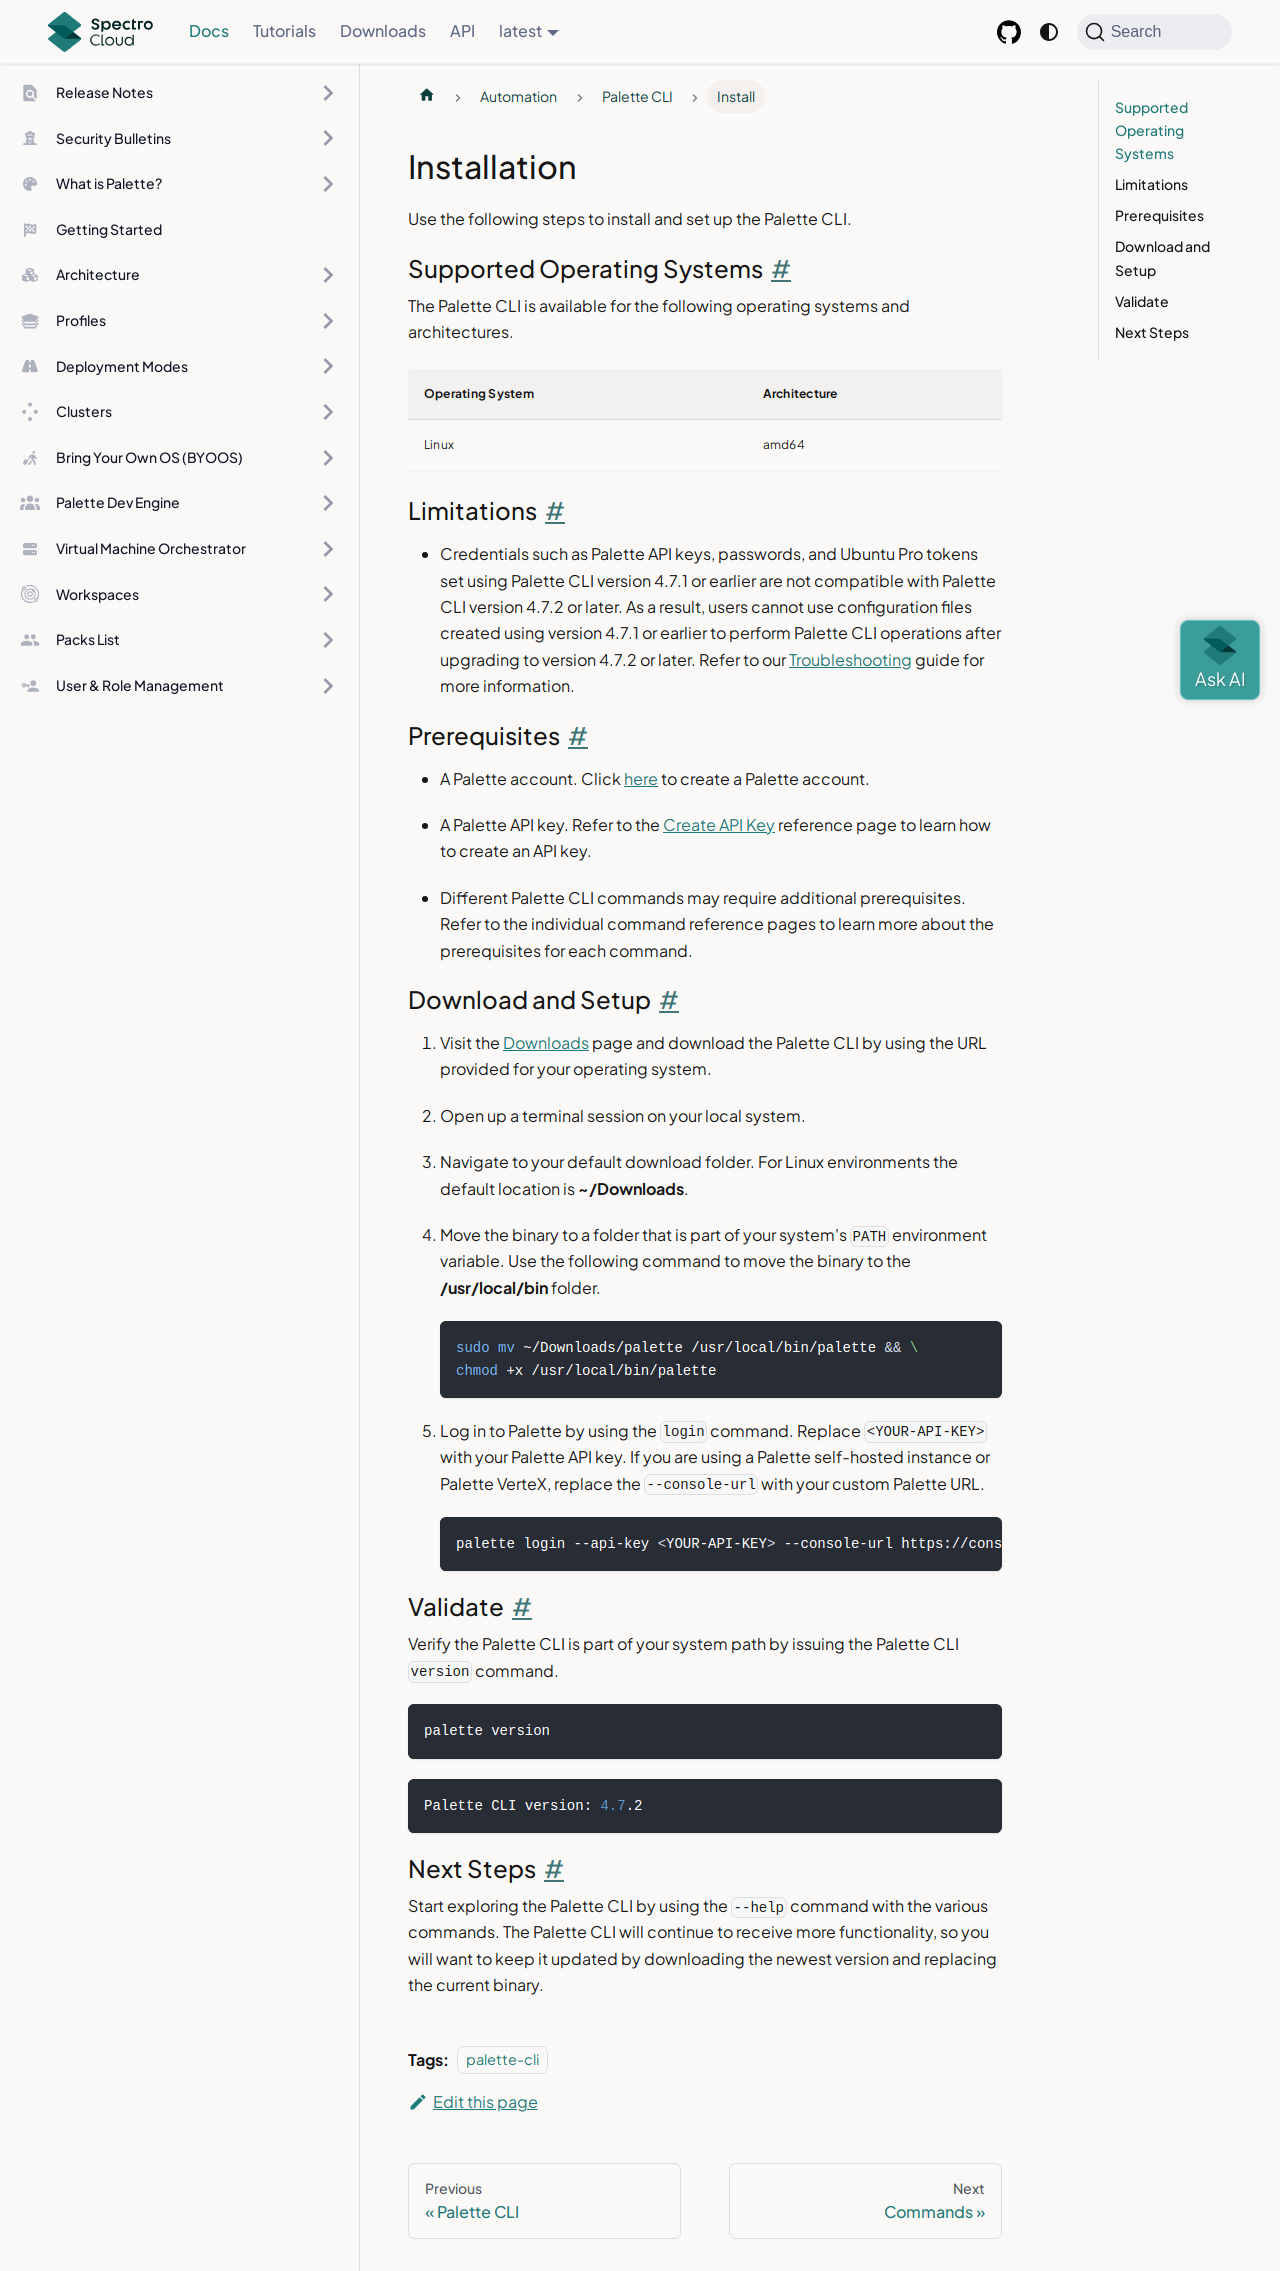 Spectro Cloud
Docs
Tutorials
Downloads
API
latest
Search
Release Notes
Security Bulletins
What is Palette?
Getting Started
Architecture
Profiles
Deployment Modes
Clusters
Bring Your Own OS (BYOOS)
Palette Dev Engine
Virtual Machine Orchestrator
Workspaces
Packs List
User & Role Management
Automation
Palette CLI
Install
Installation
Use the following steps to install and set up the Palette CLI.
Supported Operating Systems #
The Palette CLI is available for the following operating systems and
architectures.
Operating System Architecture
Linux amd64
Limitations #
Credentials such as Palette API keys, passwords, and Ubuntu Pro tokens
set using Palette CLI version 4.7.1 or earlier are not compatible with Palette
CLI version 4.7.2 or later. As a result, users cannot use configuration files
created using version 4.7.1 or earlier to perform Palette CLI operations after
upgrading to version 4.7.2 or later. Refer to our Troubleshooting guide for
more information.
Prerequisites #
A Palette account. Click here to create a Palette account.
A Palette API key. Refer to the Create API Key reference page to learn how
to create an API key.
Different Palette CLI commands may require additional prerequisites.
Refer to the individual command reference pages to learn more about the
prerequisites for each command.
Download and Setup #
1. Visit the Downloads page and download the Palette CLI by using the URL
provided for your operating system.
2. Open up a terminal session on your local system.
3. Navigate to your default download folder. For Linux environments the
default location is ~/Downloads.
4. Move the binary to a folder that is part of your system's PATH environment
variable. Use the following command to move the binary to the
/usr/local/bin folder.
sudo mv ~/Downloads/palette /usr/local/bin/palette && \
chmod +x /usr/local/bin/palette
5. Log in to Palette by using the login command. Replace <YOUR-API-KEY>
with your Palette API key. If you are using a Palette self-hosted instance or
Palette VerteX, replace the --console-url with your custom Palette URL.
palette login --api-key <YOUR-API-KEY> --console-url https://cons
Validate #
Verify the Palette CLI is part of your system path by issuing the Palette CLI
version command.
palette version
Palette CLI version: 4.7.2
Next Steps #
Start exploring the Palette CLI by using the --help command with the various
commands. The Palette CLI will continue to receive more functionality, so you
will want to keep it updated by downloading the newest version and replacing
the current binary.
Tags: palette-cli
Edit this page
Previous
« Palette CLI
Next
Commands »
Supported
Operating
Systems
Limitations
Prerequisites
Download and
Setup
Validate
Next Steps
Ask AI